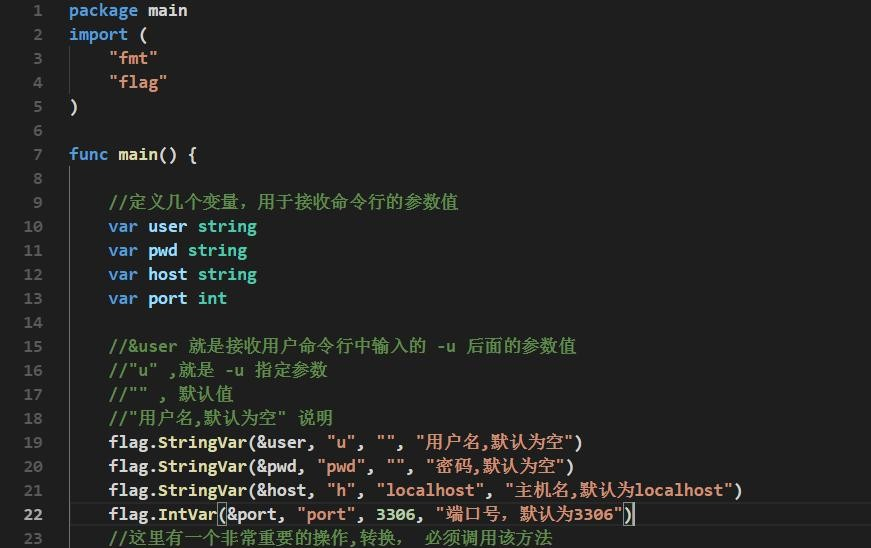 1 package main
2 import (
3 "fmt"
4 "flag"
5 )
6
7 func main() {
8
9 //定义几个变量，用于接收命令行的参数值
10 var user string
11 var pwd string
12 var host string
13 var port int
14
15 //&user 就是接收用户命令行中输入的 -u 后面的参数值
16 //"u" ,就是 -u 指定参数
17 //"" , 默认值
18 //"用户名,默认为空" 说明
19 flag.StringVar(&user, "u", "", "用户名,默认为空")
20 flag.StringVar(&pwd, "pwd", "", "密码,默认为空")
21 flag.StringVar(&host, "h", "localhost", "主机名,默认为localhost")
22 flag.IntVar(&port, "port", 3306, "端口号，默认为3306")
23 //这里有一个非常重要的操作,转换， 必须调用该方法